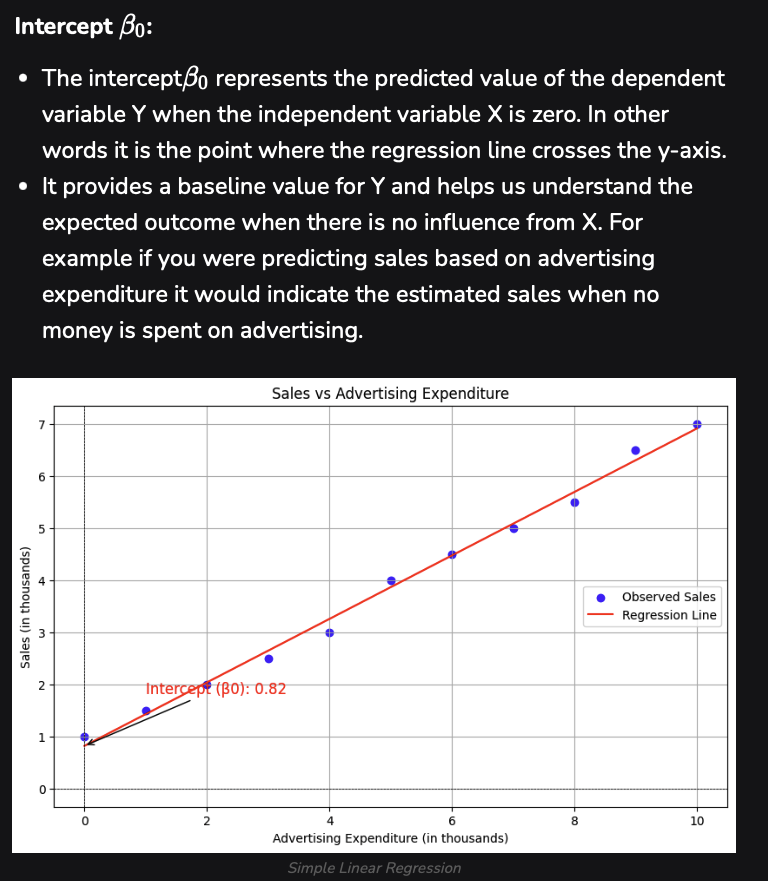 Intercept β₀:
• The interceptβ₀ represents the predicted value of the dependent
variable Y when the independent variable X is zero. In other
words it is the point where the regression line crosses the y-axis.
• It provides a baseline value for Y and helps us understand the
expected outcome when there is no influence from X. For
example if you were predicting sales based on advertising
expenditure it would indicate the estimated sales when no
money is spent on advertising.
Sales vs Advertising Expenditure
7
6
5
4
3
2
1
0
Sales (in thousands)
Observed Sales
Regression Line
Intercept (β0): 0.82
0 2 4 6 8 10
Advertising Expenditure (in thousands)
Simple Linear Regression